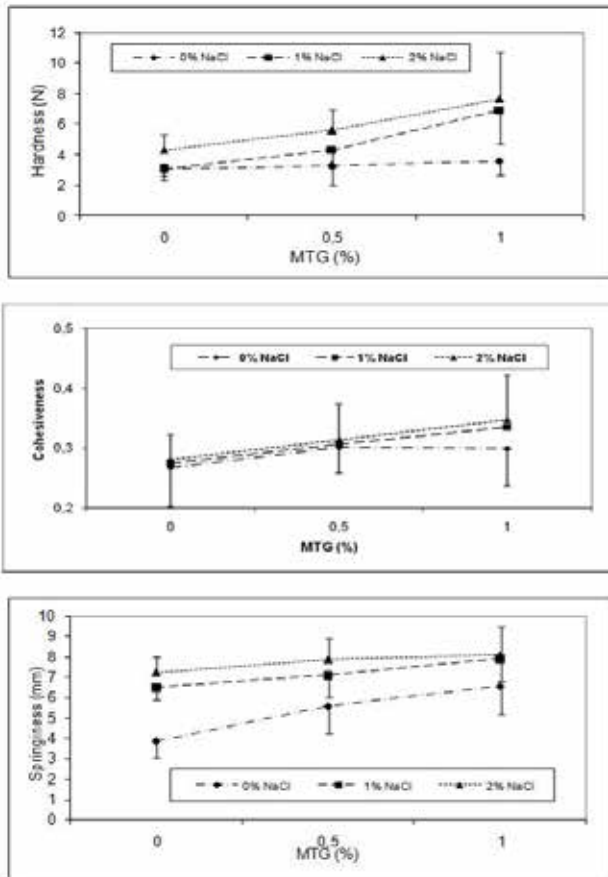 12
0% NaCl 1% NaCl 2% NaCl
10
8
6
4
2
0
Hardness (N)
0 0.5 1
MTG (%)
0.5
0% NaCl 1% NaCl 2% NaCl
0.4
0.3
0.2
Cohesiveness
0 0.5 1
MTG (%)
10
9
8
7
6
5
4
3
2
1
0
Springiness (mm)
0% NaCl 1% NaCl 2% NaCl
0 0.5 1
MTG (%)